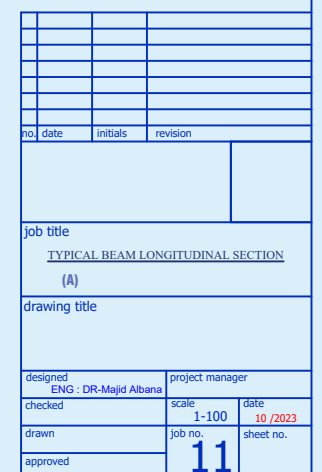 no. date initials revision
job title
TYPICAL BEAM LONGITUDINAL SECTION
(A)
drawing title
designed project manager
ENG : DR-Majid Albana
checked scale date
1-100 10 /2023
drawn job no. sheet no.
11
approved